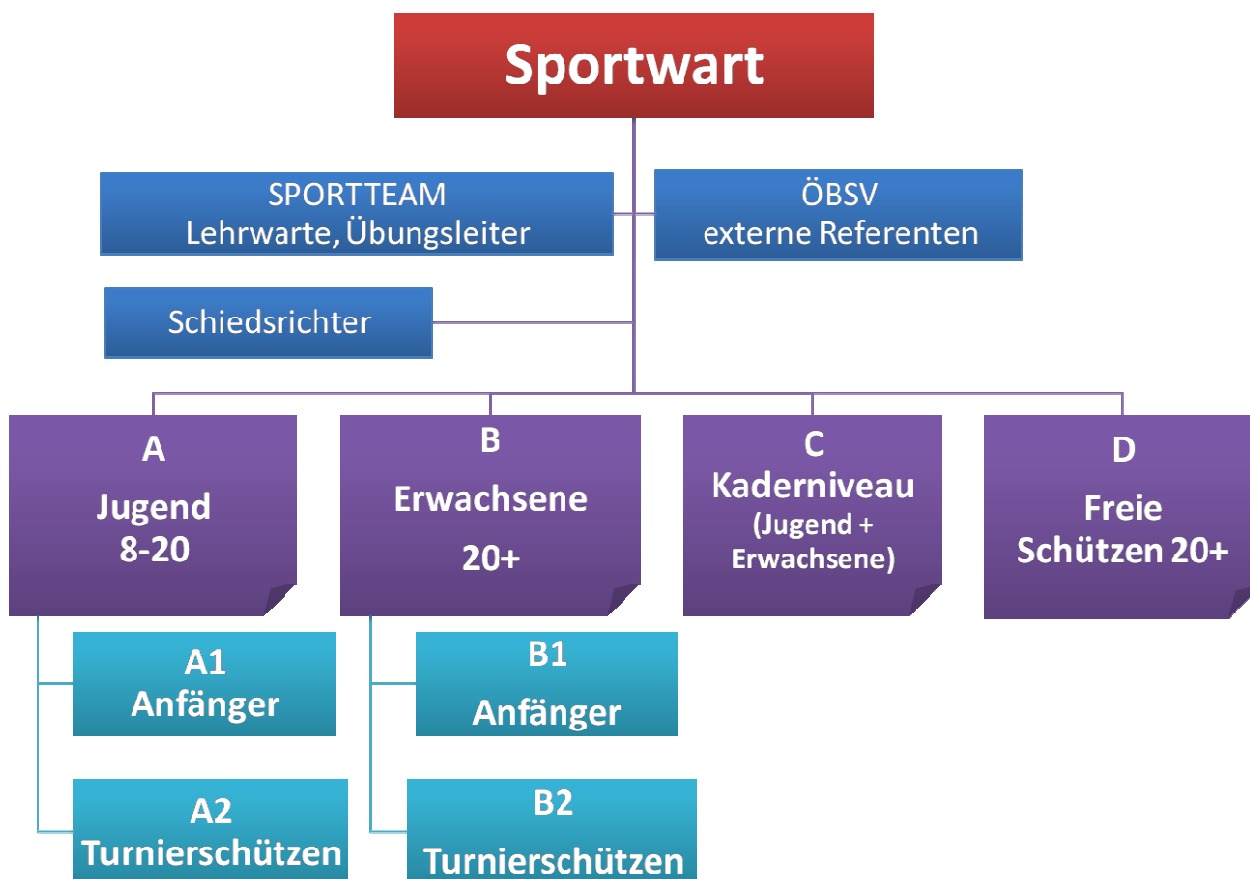 Sportwart
SPORTTEAM
Lehrwarte, Übungsleiter
ÖBSV
externe Referenten
Schiedsrichter
A
Jugend
8-20
B
Erwachsene
20+
C
Kaderniveau
(Jugend +
Erwachsene)
D
Freie
Schützen 20+
A1
Anfänger
A2
Turnierschützen
B1
Anfänger
B2
Turnierschützen